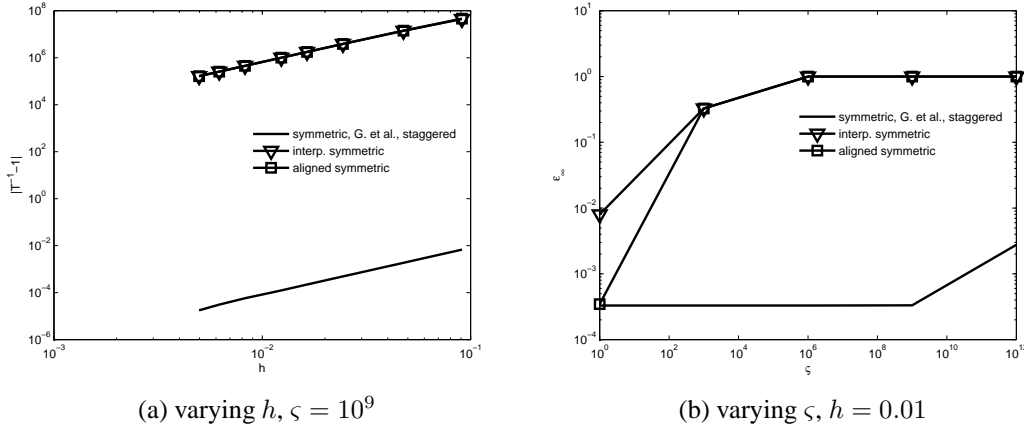 10^8
10^6
10^4
10^2
10^0
10^−2
10^−4
10^−6
|T^−1−1|
symmetric, G. et al., staggered
interp. symmetric
aligned symmetric
10^−3
10^−2
10^−1
h
(a) varying h, ς = 10^9
10^1
10^0
10^−1
10^−2
10^−3
10^−4
ε_∞
symmetric, G. et al., staggered
interp. symmetric
aligned symmetric
10^0
10^2
10^4
10^6
10^8
10^10
10^12
ς
(b) varying ς, h = 0.01